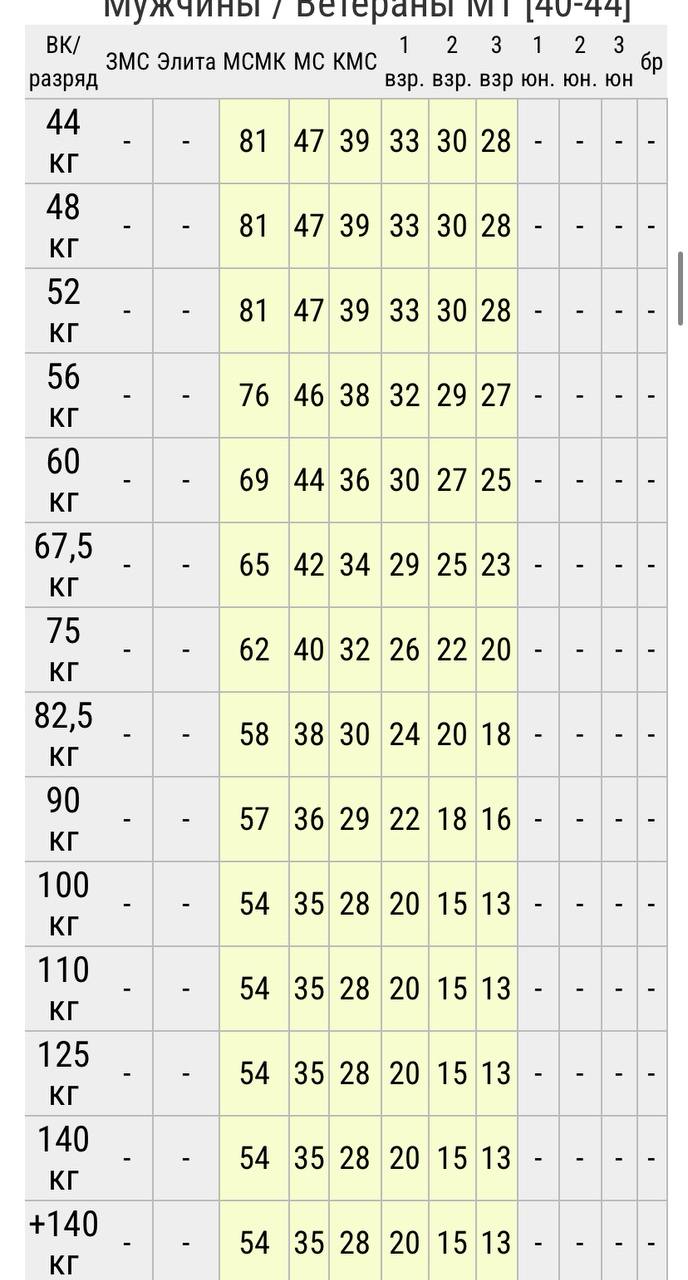 Мужчины / Ветераны М1 [40-44]
ВК/разряд ЗМС Элита МСМК МС КМС 1 взр. 2 взр. 3 взр 1 юн. 2 юн. 3 юн бр
44 кг - - 81 47 39 33 30 28 - - - -
48 кг - - 81 47 39 33 30 28 - - - -
52 кг - - 81 47 39 33 30 28 - - - -
56 кг - - 76 46 38 32 29 27 - - - -
60 кг - - 69 44 36 30 27 25 - - - -
67,5 кг - - 65 42 34 29 25 23 - - - -
75 кг - - 62 40 32 26 22 20 - - - -
82,5 кг - - 58 38 30 24 20 18 - - - -
90 кг - - 57 36 29 22 18 16 - - - -
100 кг - - 54 35 28 20 15 13 - - - -
110 кг - - 54 35 28 20 15 13 - - - -
125 кг - - 54 35 28 20 15 13 - - - -
140 кг - - 54 35 28 20 15 13 - - - -
+140 кг - - 54 35 28 20 15 13 - - - -